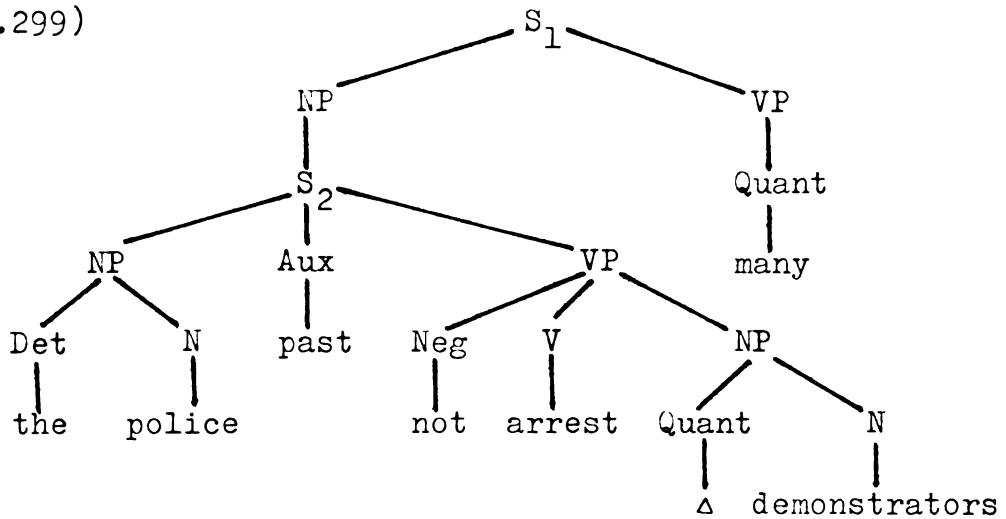 .299) S₁
NP VP
S₂ Quant
NP Aux VP many
Det N past Neg V NP
the police not arrest Quant N
△ demonstrators